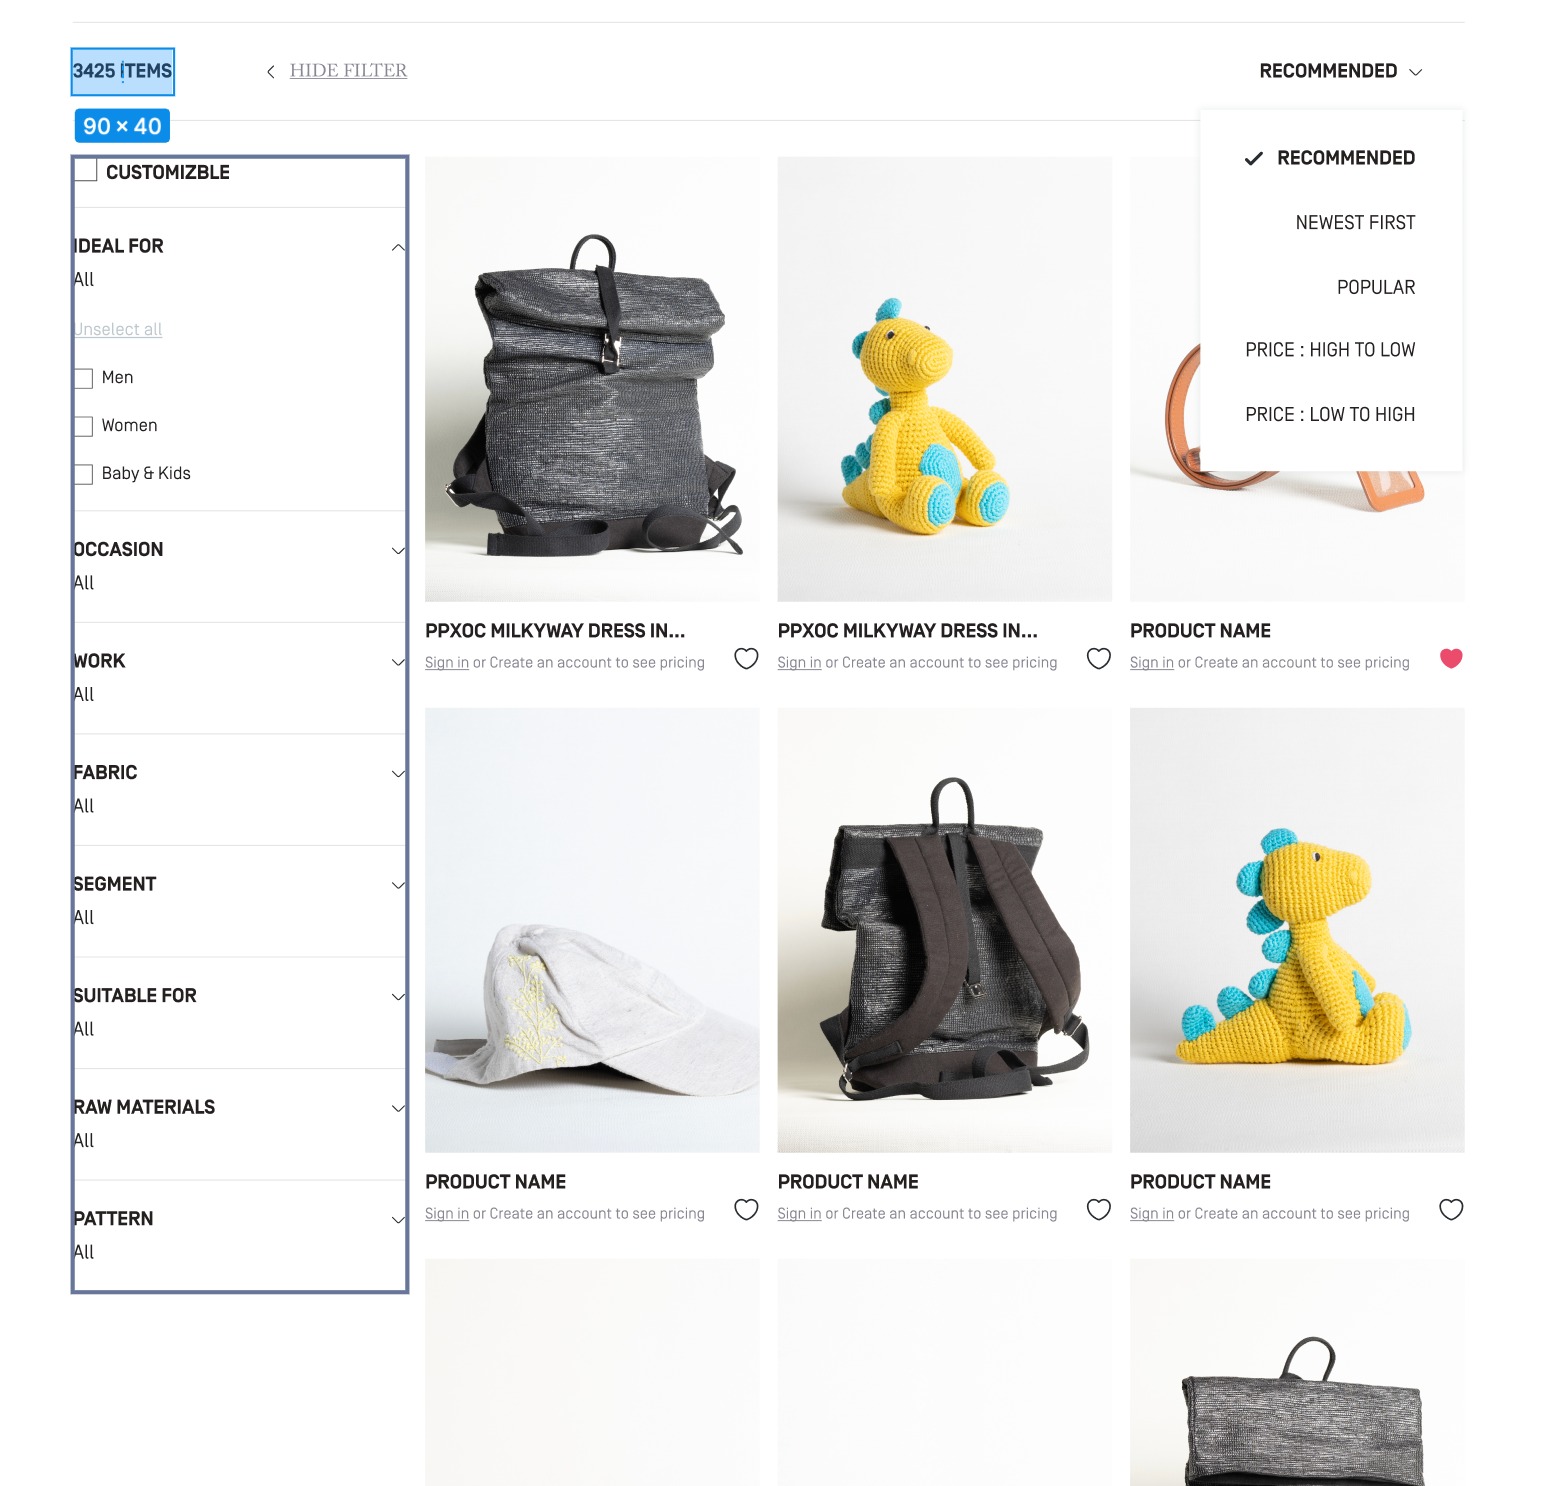 3425 ITEMS
HIDE FILTER
RECOMMENDED
90 × 40
CUSTOMIZBLE
IDEAL FOR
All
Unselect all
Men
Women
Baby & Kids
OCCASION
All
WORK
All
FABRIC
All
SEGMENT
All
SUITABLE FOR
All
RAW MATERIALS
All
PATTERN
All
RECOMMENDED
NEWEST FIRST
POPULAR
PRICE : HIGH TO LOW
PRICE : LOW TO HIGH
PPXOC MILKYWAY DRESS IN...
Sign in or Create an account to see pricing
PPXOC MILKYWAY DRESS IN...
Sign in or Create an account to see pricing
PRODUCT NAME
Sign in or Create an account to see pricing
PRODUCT NAME
Sign in or Create an account to see pricing
PRODUCT NAME
Sign in or Create an account to see pricing
PRODUCT NAME
Sign in or Create an account to see pricing